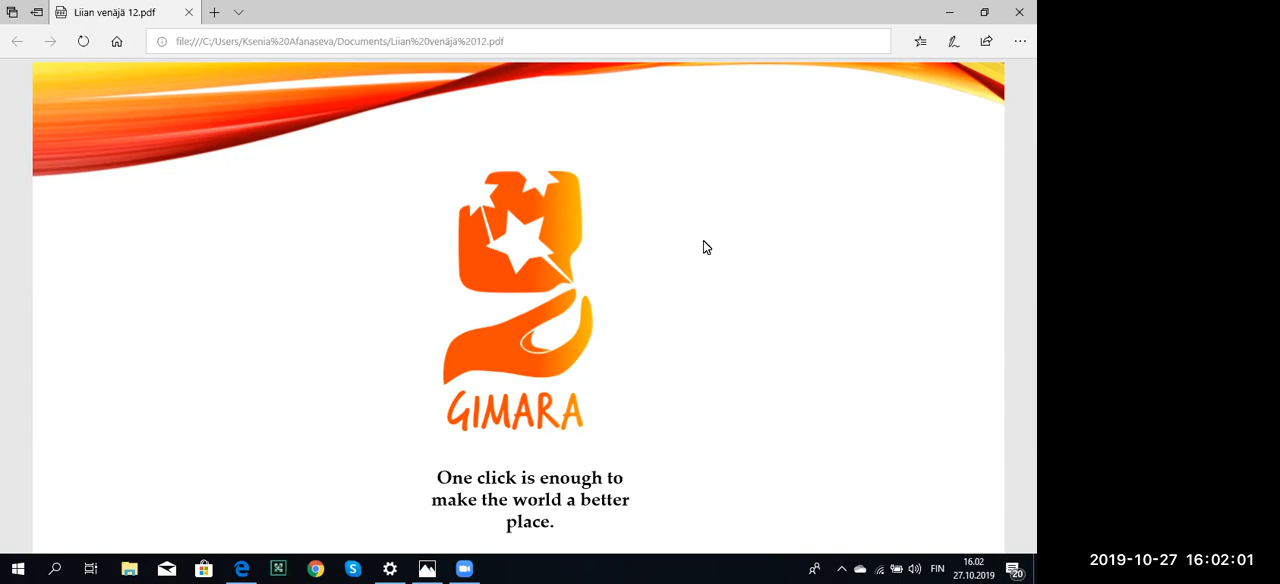 Liian venäjä 12.pdf
file:///C:/Users/Ksenia%20Afanaseva/Documents/Liian%20venäjä%2012.pdf
GIMARA
One click is enough to
make the world a better
place.
FIN
16.02
27.10.2019
20
2019-10-27 16:02:01